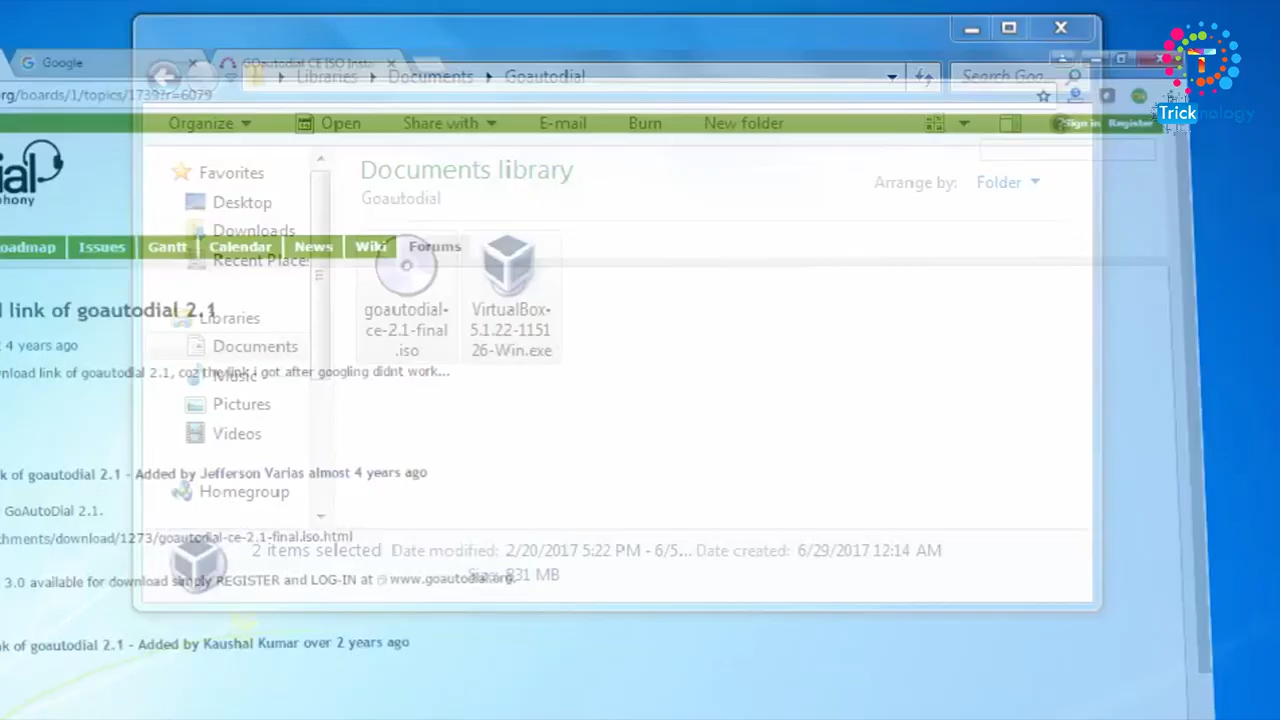 Google
GOautodial CE ISO Insta
Libraries
Documents
Goautodial
Search Goa...
org/boards/1/topics/1739?r=6079
Tricknology
Organize
Open
Share with
E-mail
Burn
New folder
Sign in
Register
Favorites
Documents library
Goautodial
Arrange by:
Folder
Desktop
Downloads
Recent Places
oadmap
Issues
Gantt
Calendar
News
Wiki
Forums
goautodial-
ce-2.1-final
.iso
VirtualBox-
5.1.22-1151
26-Win.exe
l link of goautodial 2.1
Libraries
4 years ago
Documents
nload link of goautodial 2.1, coz the link i got after googling didnt work...
Music
Pictures
Videos
k of goautodial 2.1 - Added by Jefferson Varias almost 4 years ago
Homegroup
GoAutoDial 2.1.
chments/download/1273/goautodial-ce-2.1-final.iso.html
2 items selected
Date modified: 2/20/2017 5:22 PM - 6/5...
Date created: 6/29/2017 12:14 AM
Size: 831 MB
3.0 available for download simply REGISTER and LOG-IN at www.goautodial.org.
k of goautodial 2.1 - Added by Kaushal Kumar over 2 years ago